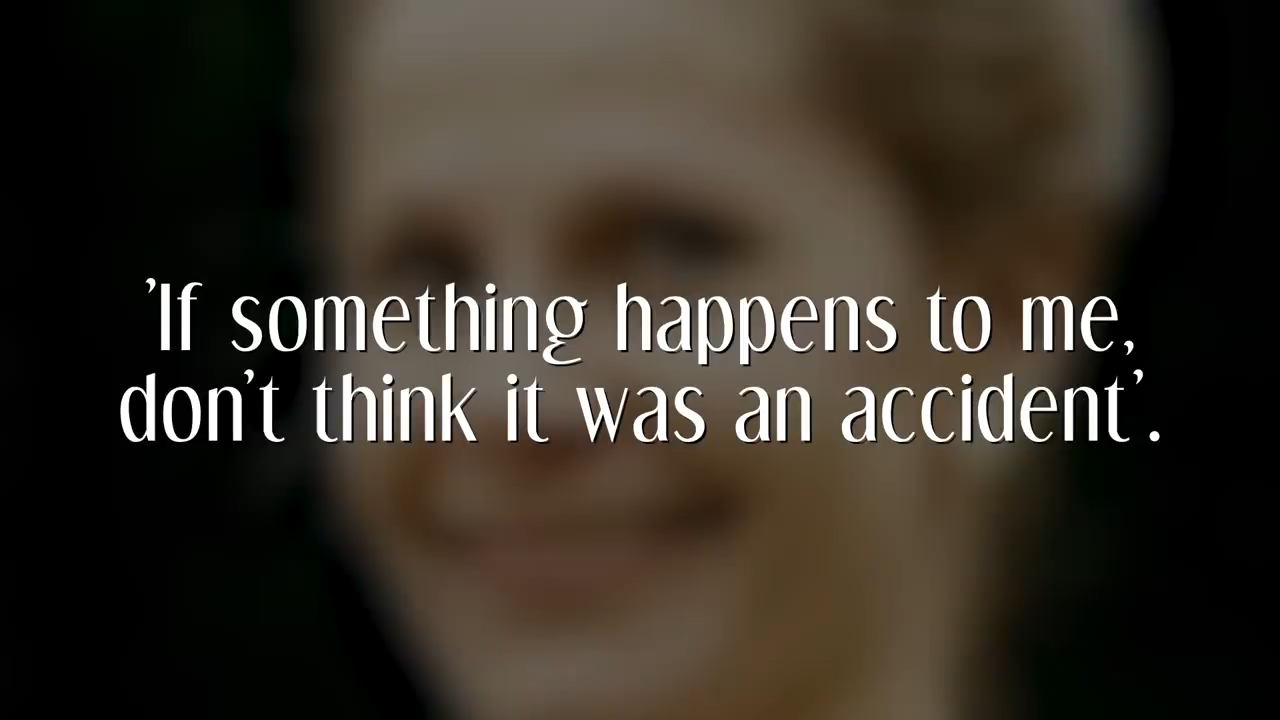 'If something happens to me,
don't think it was an accident'.